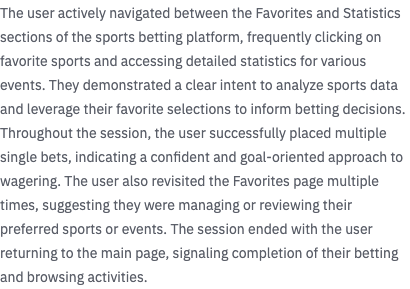 The user actively navigated between the Favorites and Statistics
sections of the sports betting platform, frequently clicking on
favorite sports and accessing detailed statistics for various
events. They demonstrated a clear intent to analyze sports data
and leverage their favorite selections to inform betting decisions.
Throughout the session, the user successfully placed multiple
single bets, indicating a confident and goal-oriented approach to
wagering. The user also revisited the Favorites page multiple
times, suggesting they were managing or reviewing their
preferred sports or events. The session ended with the user
returning to the main page, signaling completion of their betting
and browsing activities.